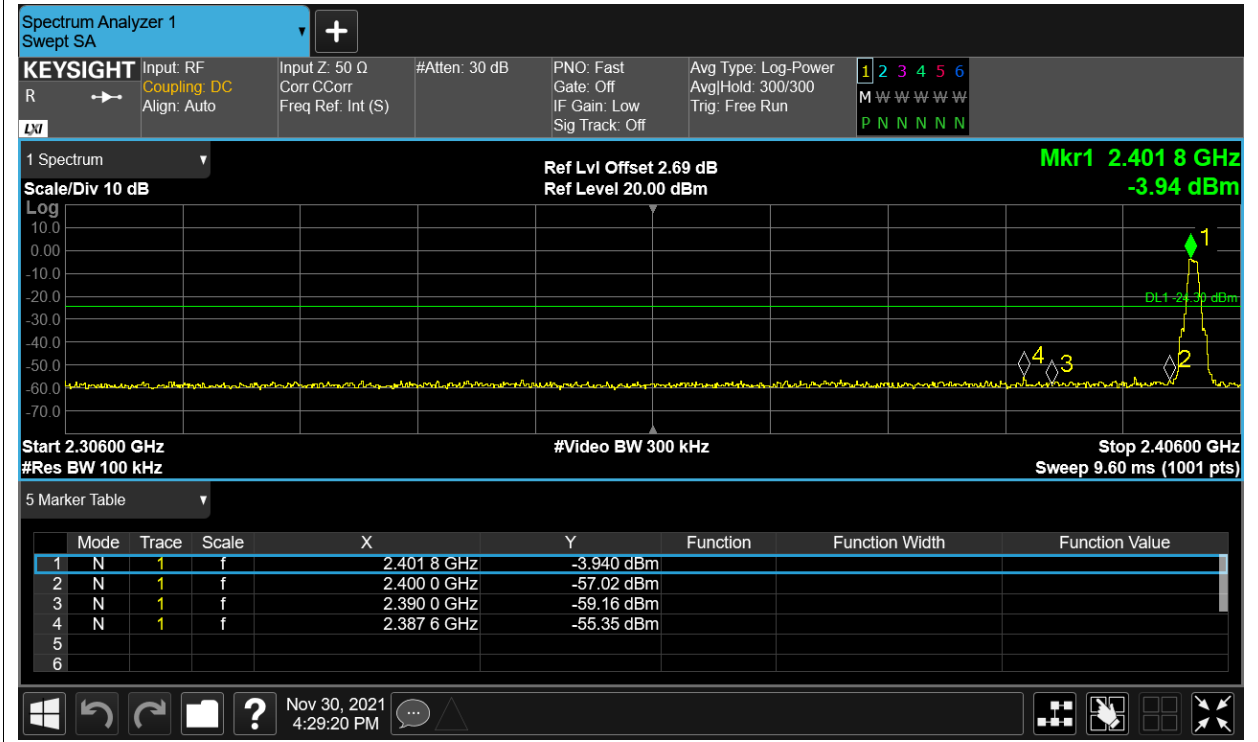 Spectrum Analyzer 1
Swept SA
KEYSIGHT Input: RF Input Z: 50 Ω #Atten: 30 dB PNO: Fast Avg Type: Log-Power 1 2 3 4 5 6
R Coupling: DC Corr CCorr Gate: Off Avg|Hold: 300/300 M W W W W W
Align: Auto Freq Ref: Int (S) IF Gain: Low Trig: Free Run
LXI Sig Track: Off P N N N N N
1 Spectrum
Ref Lvl Offset 2.69 dB Mkr1 2.401 8 GHz
Scale/Div 10 dB Ref Level 20.00 dBm -3.94 dBm
Log
10.0
0.00
-10.0
-20.0
-30.0
-40.0
-50.0
-60.0
-70.0
1
DL1 -24.30 dBm
4
3
2
Start 2.30600 GHz #Video BW 300 kHz Stop 2.40600 GHz
#Res BW 100 kHz Sweep 9.60 ms (1001 pts)
5 Marker Table
Mode Trace Scale X Y Function Function Width Function Value
1 N 1 f 2.401 8 GHz -3.940 dBm
2 N 1 f 2.400 0 GHz -57.02 dBm
3 N 1 f 2.390 0 GHz -59.16 dBm
4 N 1 f 2.387 6 GHz -55.35 dBm
5
6
?
Nov 30, 2021
4:29:20 PM